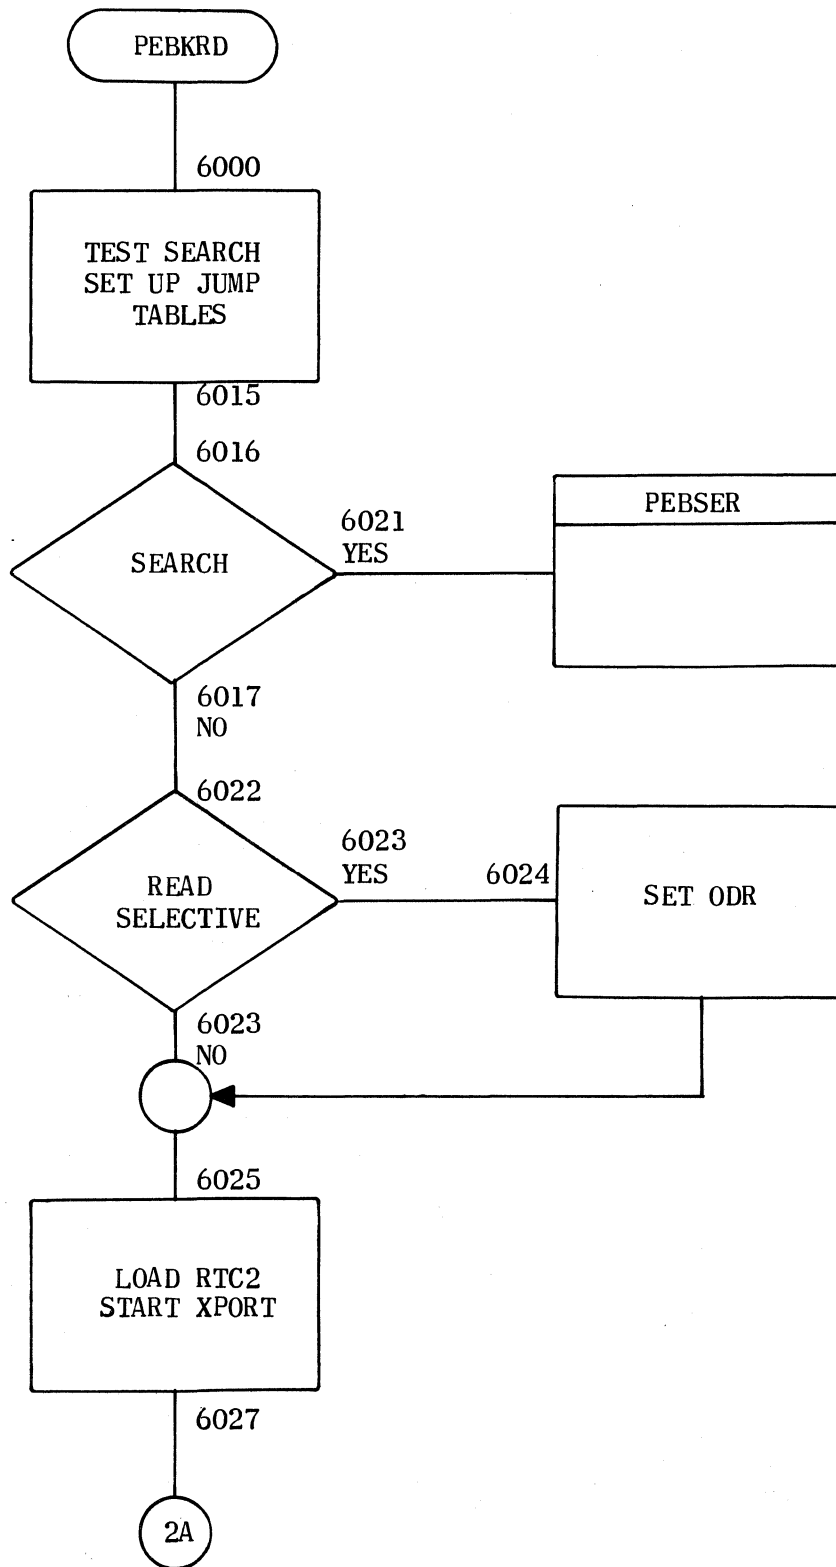 PEBKRD
6000
TEST SEARCH
SET UP JUMP
TABLES
6015
6016
SEARCH
6021
YES
PEBSER
6017
NO
6022
READ
SELECTIVE
6023
YES
6024
SET ODR
6023
NO
6025
LOAD RTC2
START XPORT
6027
2A